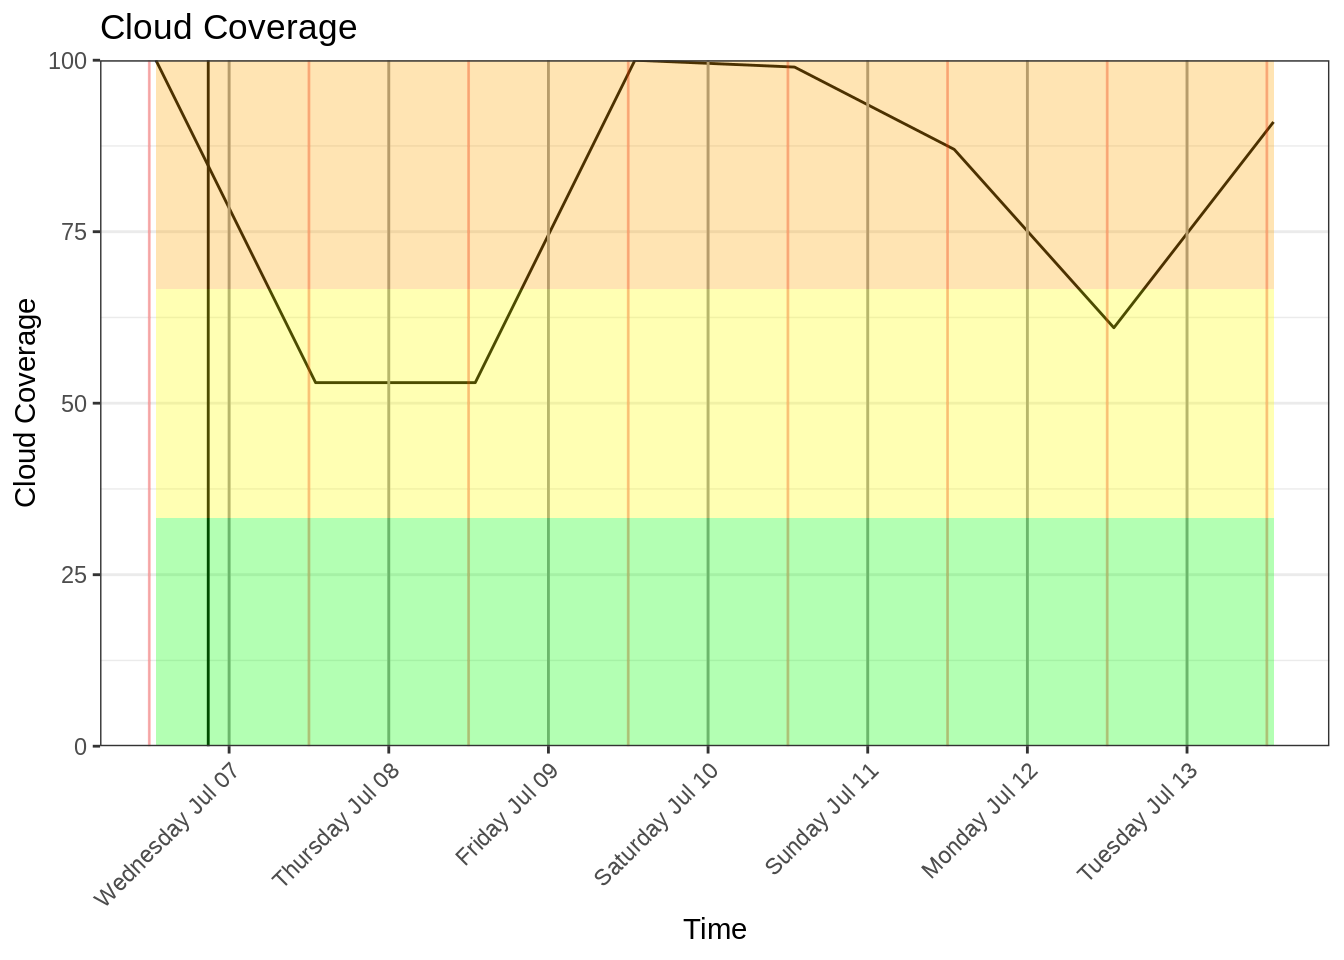 Cloud Coverage
100
75
50
25
0
Cloud Coverage
Wednesday Jul 07
Thursday Jul 08
Friday Jul 09
Saturday Jul 10
Sunday Jul 11
Monday Jul 12
Tuesday Jul 13
Time